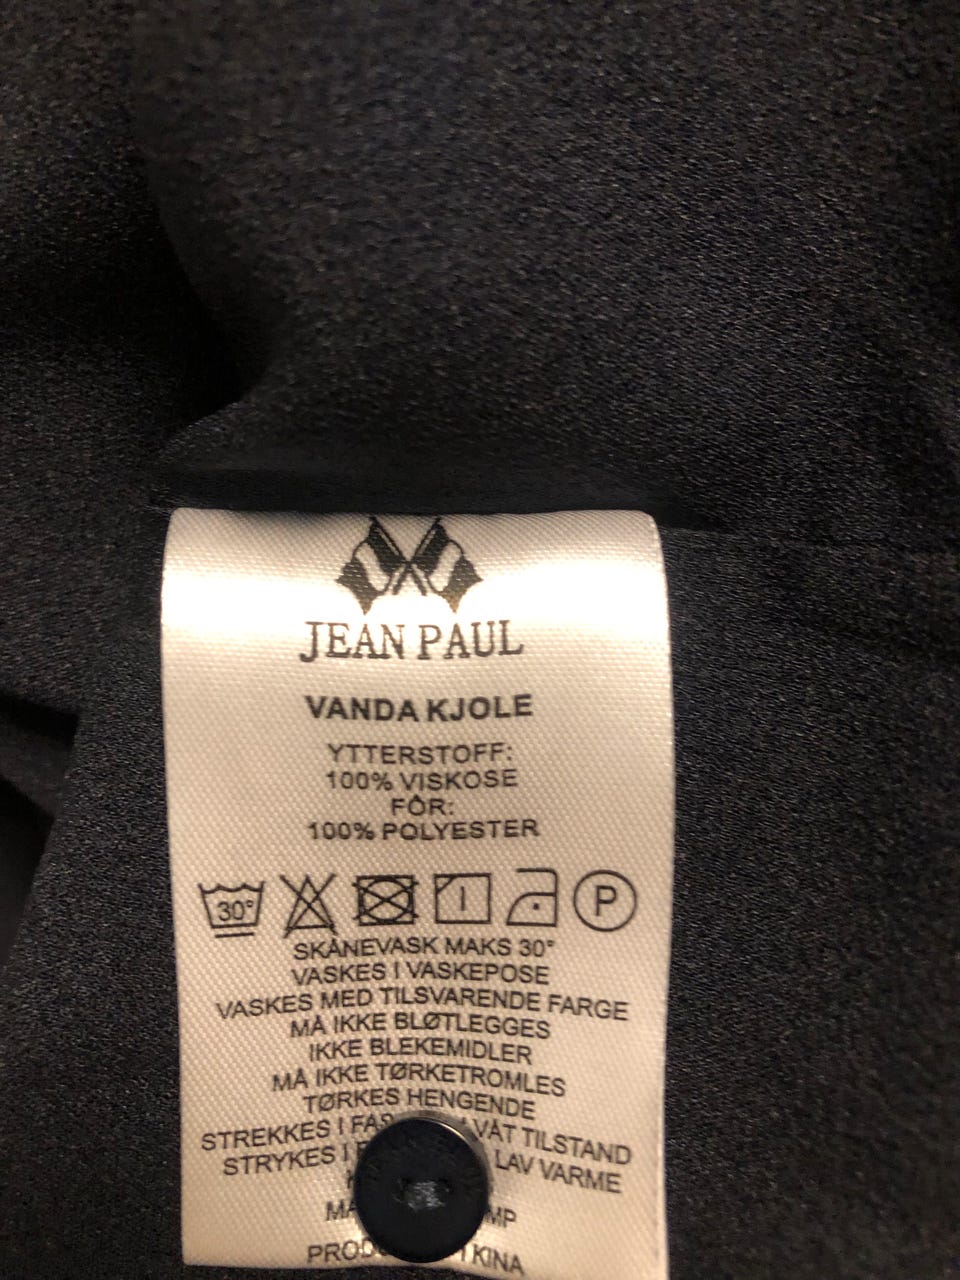 JEAN PAUL
VANDA KJOLE
YTTERSTOFF:
100% VISKOSE
FÔR:
100% POLYESTER
30° P
SKÅNEVASK MAKS 30°
VASKES I VASKEPOSE
VASKES MED TILSVARENDE FARGE
MÅ IKKE BLØTLEGGES
IKKE BLEKEMIDLER
MÅ IKKE TØRKETROMLES
TØRKES HENGENDE
STREKKES I VÅT TILSTAND
STRYKES I LAV VARME
KINA